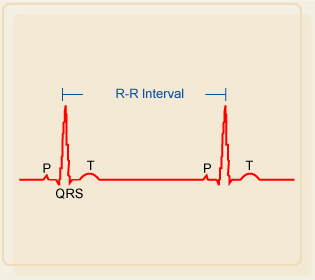 R-R Interval
P T P T
QRS